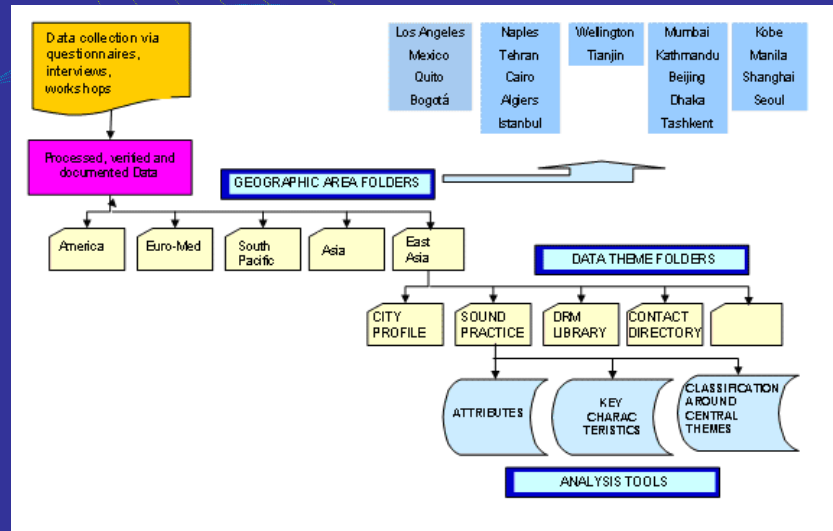 Data collection via
questionnaires,
interviews,
workshops
Los Angeles
Mexico
Quito
Bogotá
Naples
Tehran
Cairo
Algiers
Istanbul
Wellington
Tianjin
Mumbai
Kathmandu
Beijing
Dhaka
Tashkent
Kobe
Manila
Shanghai
Seoul
Processed, verified and
documented Data
GEOGRAPHIC AREA FOLDERS
America
Euro-Med
South
Pacific
Asia
East
Asia
DATA THEME FOLDERS
CITY
PROFILE
SOUND
PRACTICE
DRM
LIBRARY
CONTACT
DIRECTORY
ATTRIBUTES
KEY
CHARAC
TERISTICS
CLASSIFICATION
AROUND
CENTRAL
THEMES
ANALYSIS TOOLS